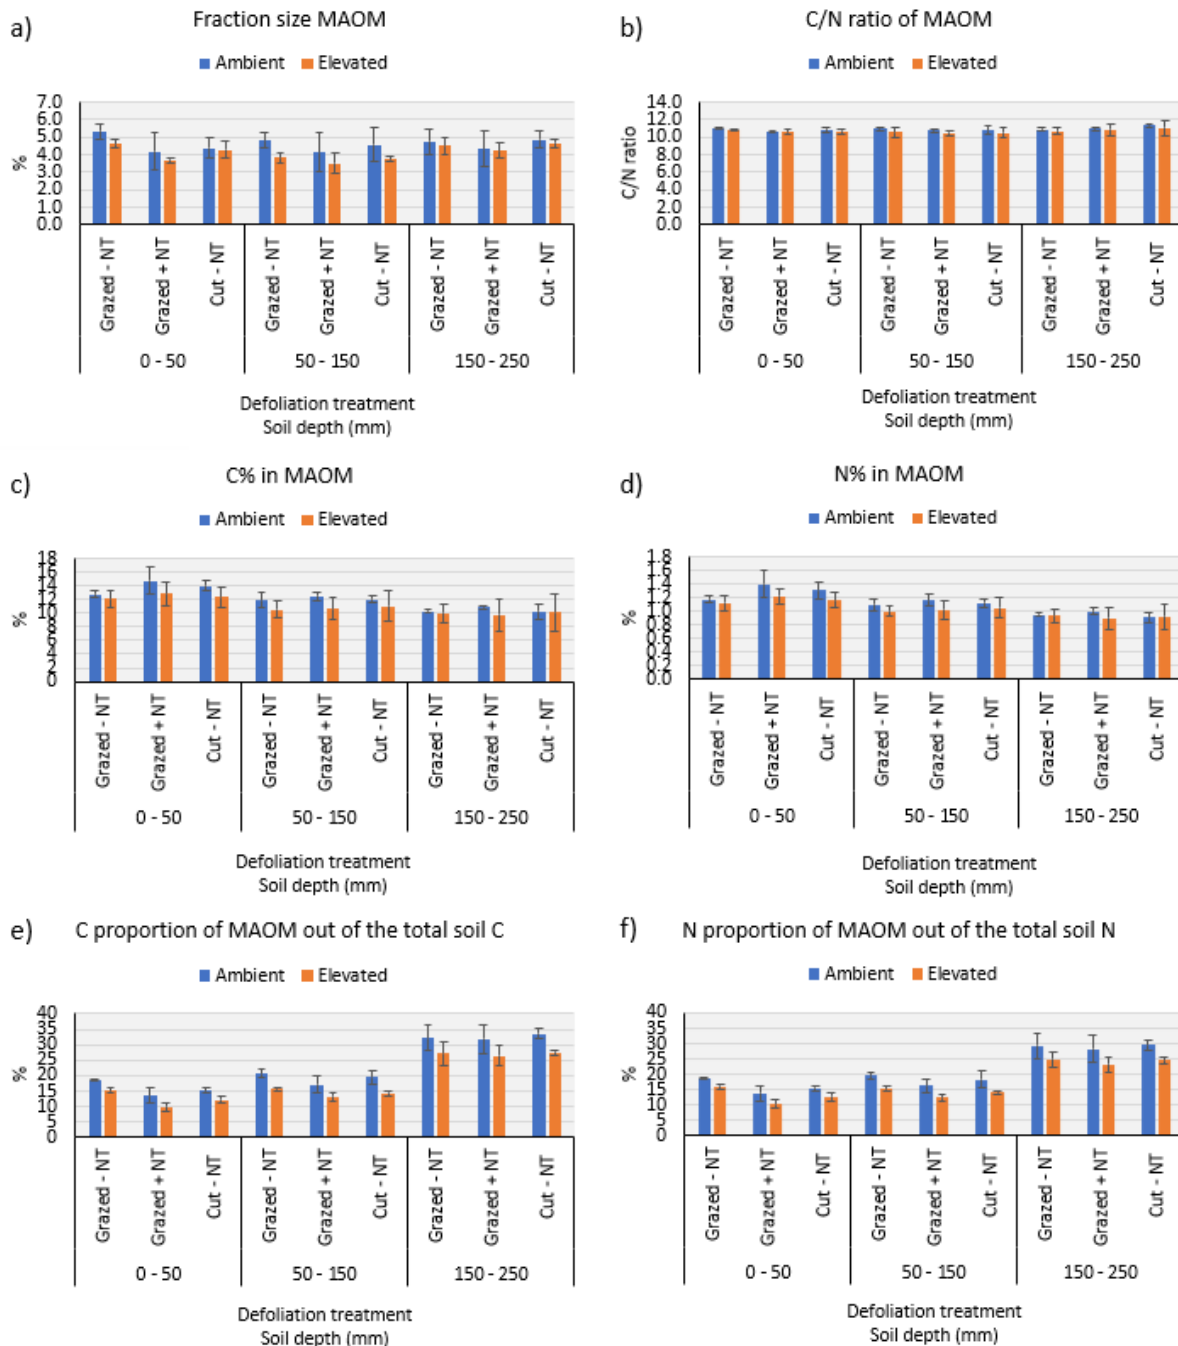 a)
Fraction size MAOM
Ambient Elevated
7.0
6.0
5.0
4.0
3.0
2.0
1.0
0.0
%
Grazed - NT
Grazed + NT
Cut - NT
Grazed - NT
Grazed + NT
Cut - NT
Grazed - NT
Grazed + NT
Cut - NT
0 - 50 50 - 150 150 - 250
Defoliation treatment
Soil depth (mm)
b)
C/N ratio of MAOM
Ambient Elevated
14.0
12.0
10.0
8.0
6.0
4.0
2.0
0.0
C/N ratio
Grazed - NT
Grazed + NT
Cut - NT
Grazed - NT
Grazed + NT
Cut - NT
Grazed - NT
Grazed + NT
Cut - NT
0 - 50 50 - 150 150 - 250
Defoliation treatment
Soil depth (mm)
c)
C% in MAOM
Ambient Elevated
18
16
14
12
10
8
6
4
2
0
%
Grazed - NT
Grazed + NT
Cut - NT
Grazed - NT
Grazed + NT
Cut - NT
Grazed - NT
Grazed + NT
Cut - NT
0 - 50 50 - 150 150 - 250
Defoliation treatment
Soil depth (mm)
d)
N% in MAOM
Ambient Elevated
1.8
1.6
1.4
1.2
1.0
0.8
0.6
0.4
0.2
0.0
%
Grazed - NT
Grazed + NT
Cut - NT
Grazed - NT
Grazed + NT
Cut - NT
Grazed - NT
Grazed + NT
Cut - NT
0 - 50 50 - 150 150 - 250
Defoliation treatment
Soil depth (mm)
e)
C proportion of MAOM out of the total soil C
Ambient Elevated
40
35
30
25
20
15
10
5
0
%
Grazed - NT
Grazed + NT
Cut - NT
Grazed - NT
Grazed + NT
Cut - NT
Grazed - NT
Grazed + NT
Cut - NT
0 - 50 50 - 150 150 - 250
Defoliation treatment
Soil depth (mm)
f)
N proportion of MAOM out of the total soil N
Ambient Elevated
40
35
30
25
20
15
10
5
0
%
Grazed - NT
Grazed + NT
Cut - NT
Grazed - NT
Grazed + NT
Cut - NT
Grazed - NT
Grazed + NT
Cut - NT
0 - 50 50 - 150 150 - 250
Defoliation treatment
Soil depth (mm)